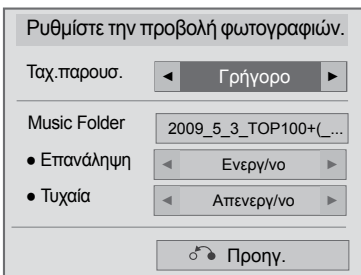 Ρυθμίστε την προβολή φωτογραφιών.
Ταχ.παρουσ. ◄ Γρήγορο ►
Music Folder 2009_5_3_TOP100+(_...
● Επανάληψη ◄ Ενεργ/νο ►
● Τυχαία ◄ Απενεργ/νο ►
Προηγ.